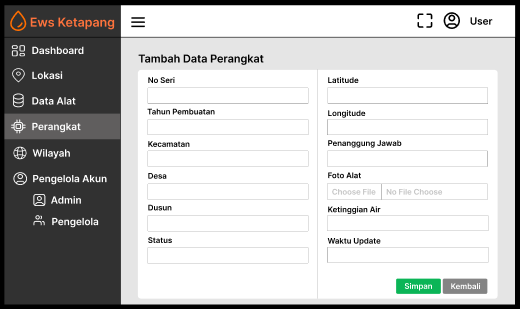 Ews Ketapang
User
Dashboard
Lokasi
Data Alat
Perangkat
Wilayah
Pengelola Akun
Admin
Pengelola
Tambah Data Perangkat
No Seri
Tahun Pembuatan
Kecamatan
Desa
Dusun
Status
Latitude
Longitude
Penanggung Jawab
Foto Alat
Choose File No File Choose
Ketinggian Air
Waktu Update
Simpan Kembali